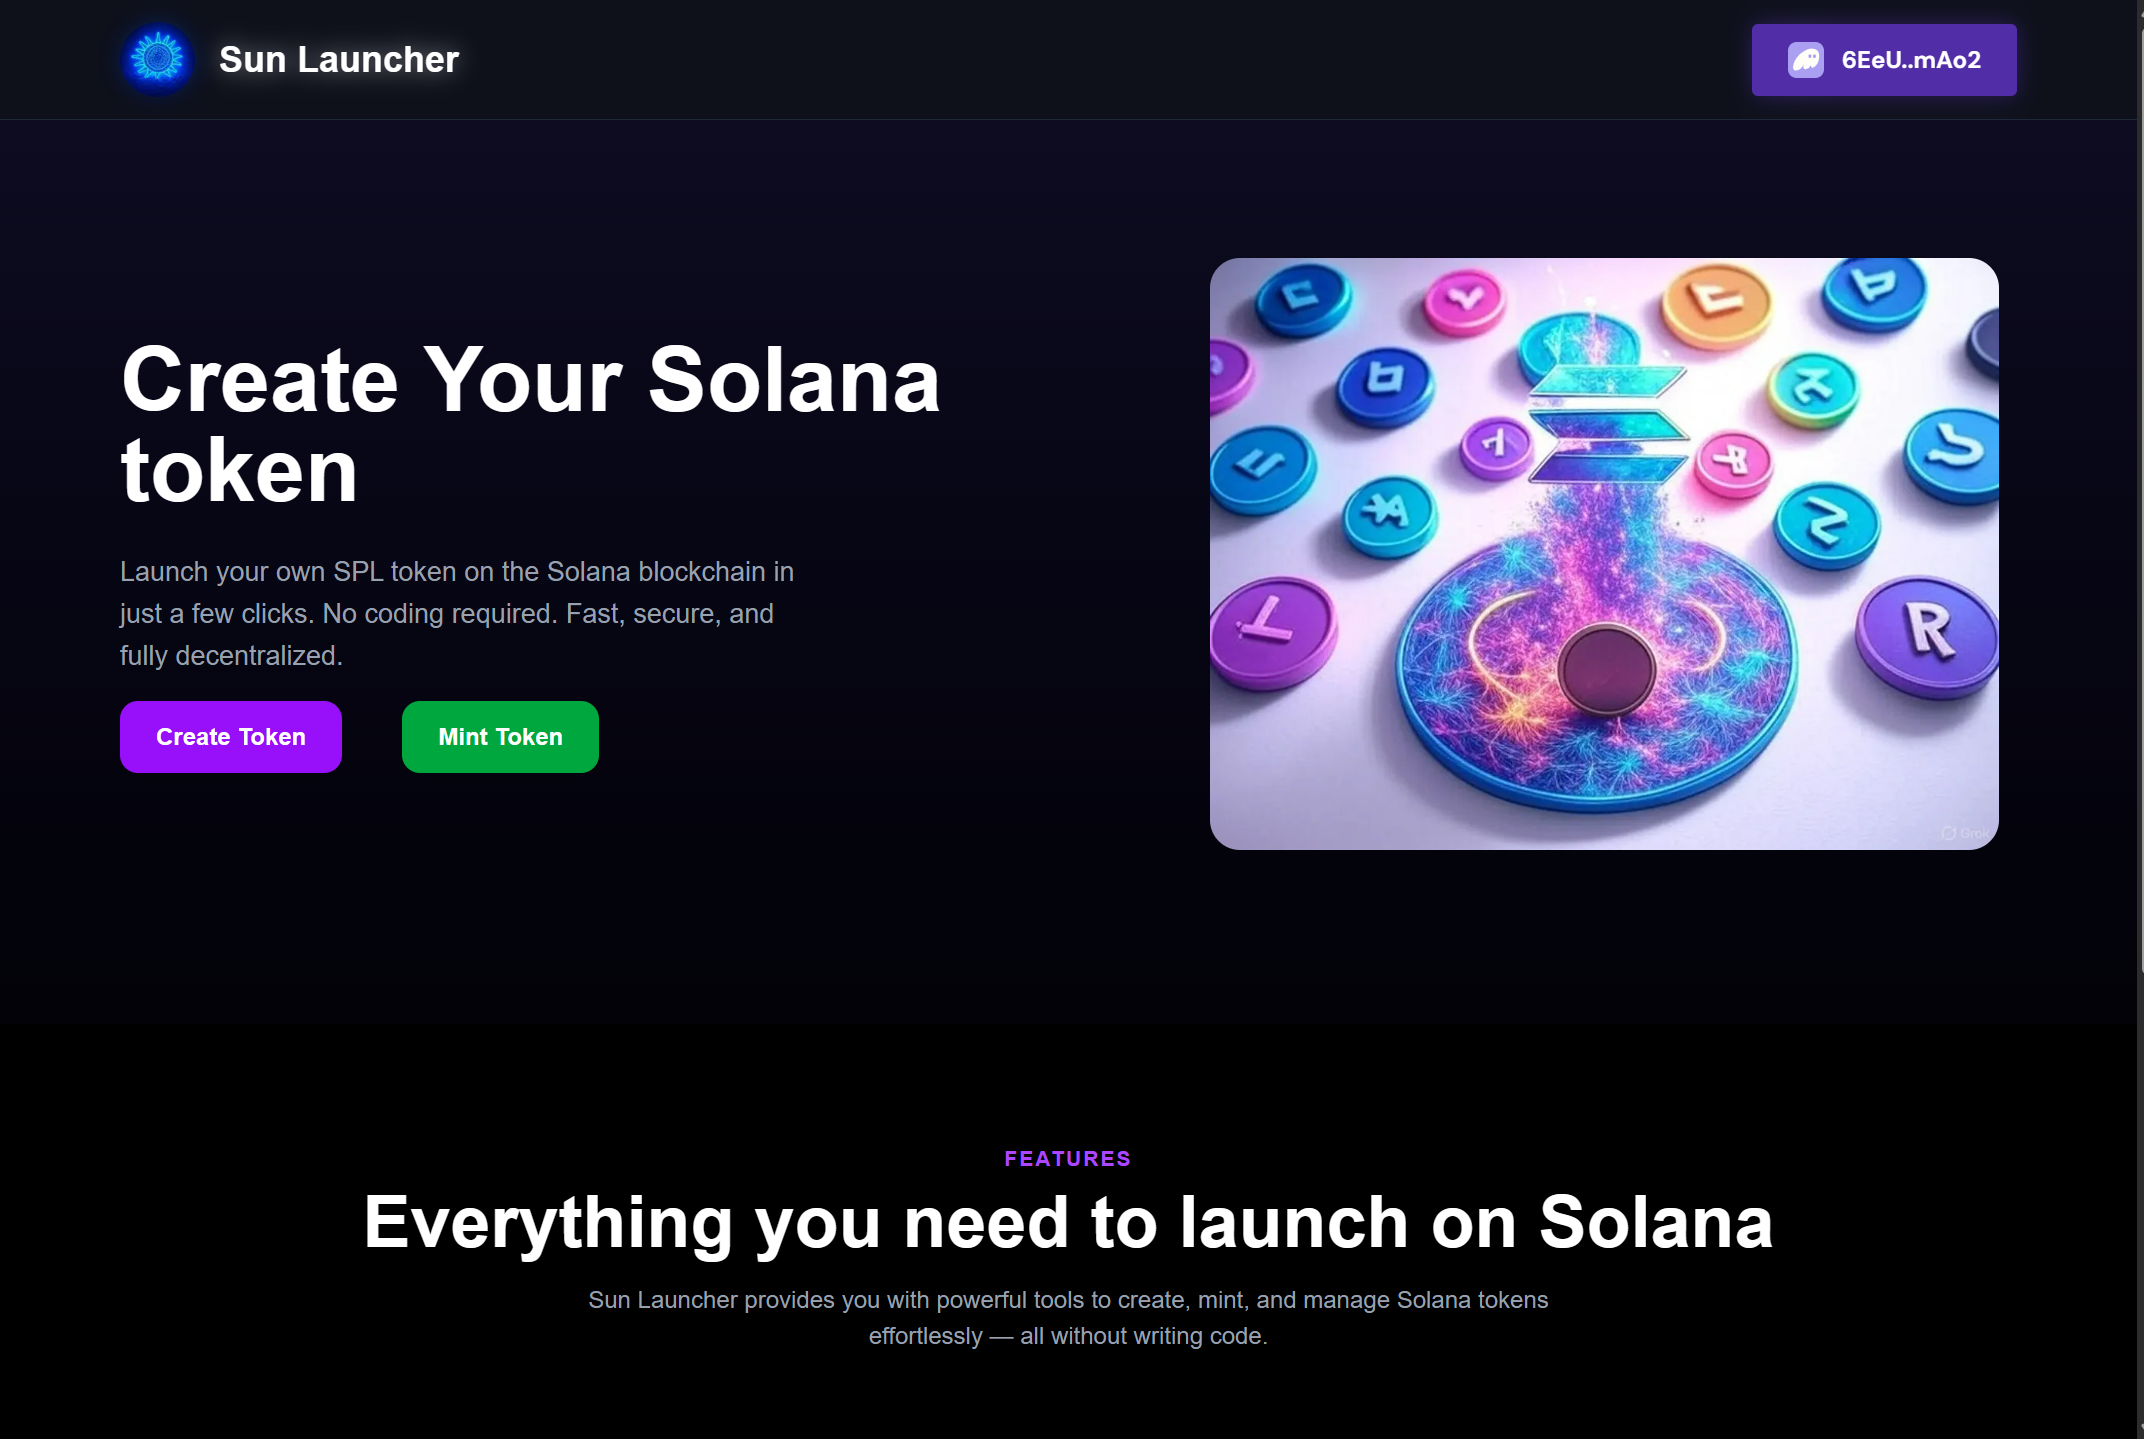 Sun Launcher
6EeU..mAo2
Create Your Solana
token
Launch your own SPL token on the Solana blockchain in
just a few clicks. No coding required. Fast, secure, and
fully decentralized.
Create Token
Mint Token
R
Grok
FEATURES
Everything you need to launch on Solana
Sun Launcher provides you with powerful tools to create, mint, and manage Solana tokens
effortlessly — all without writing code.